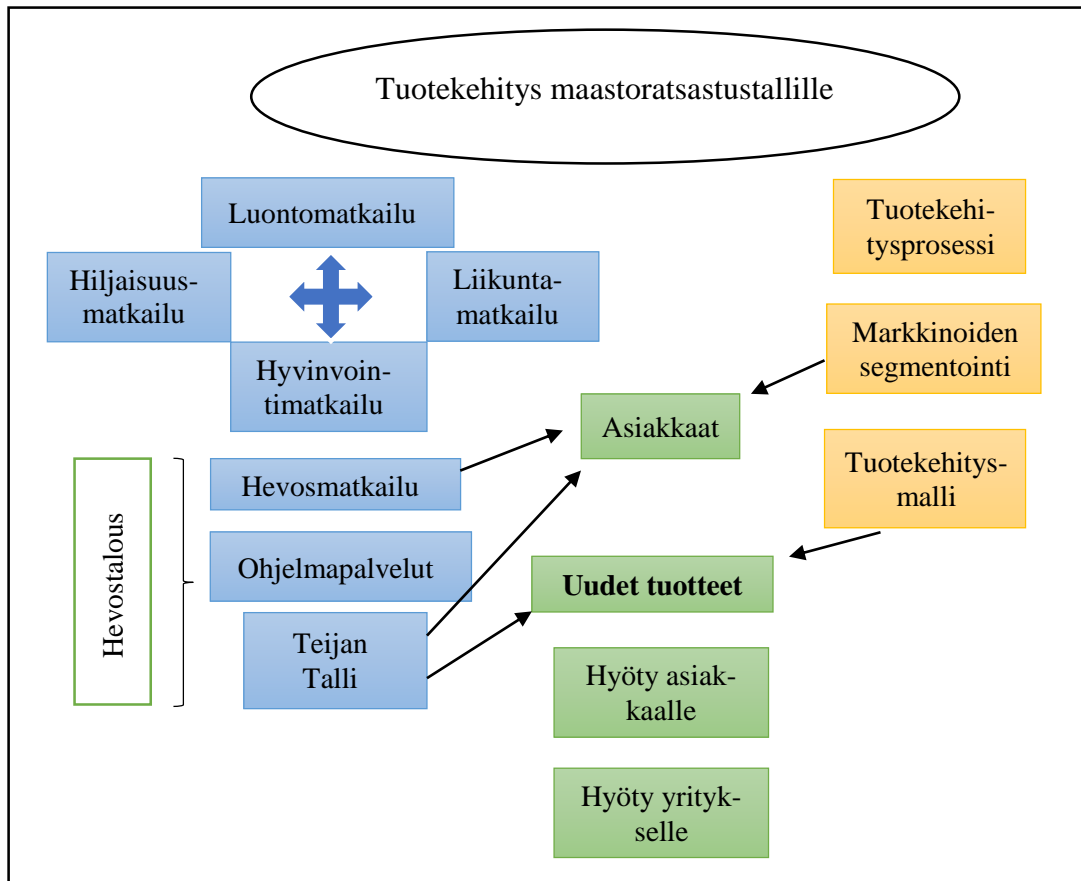 Tuotekehitys maastoratsastustallille
Luontomatkailu
Hiljaisuus-
matkailu
Liikunta-
matkailu
Hyvinvoin-
timatkailu
Tuotekehi-
tysprosessi
Markkinoiden
segmentointi
Asiakkaat
Tuotekehitys-
malli
Hevostalous
Hevosmatkailu
Ohjelmapalvelut
Teijan
Talli
Uudet tuotteet
Hyöty asiak-
kaalle
Hyöty yrityk-
selle